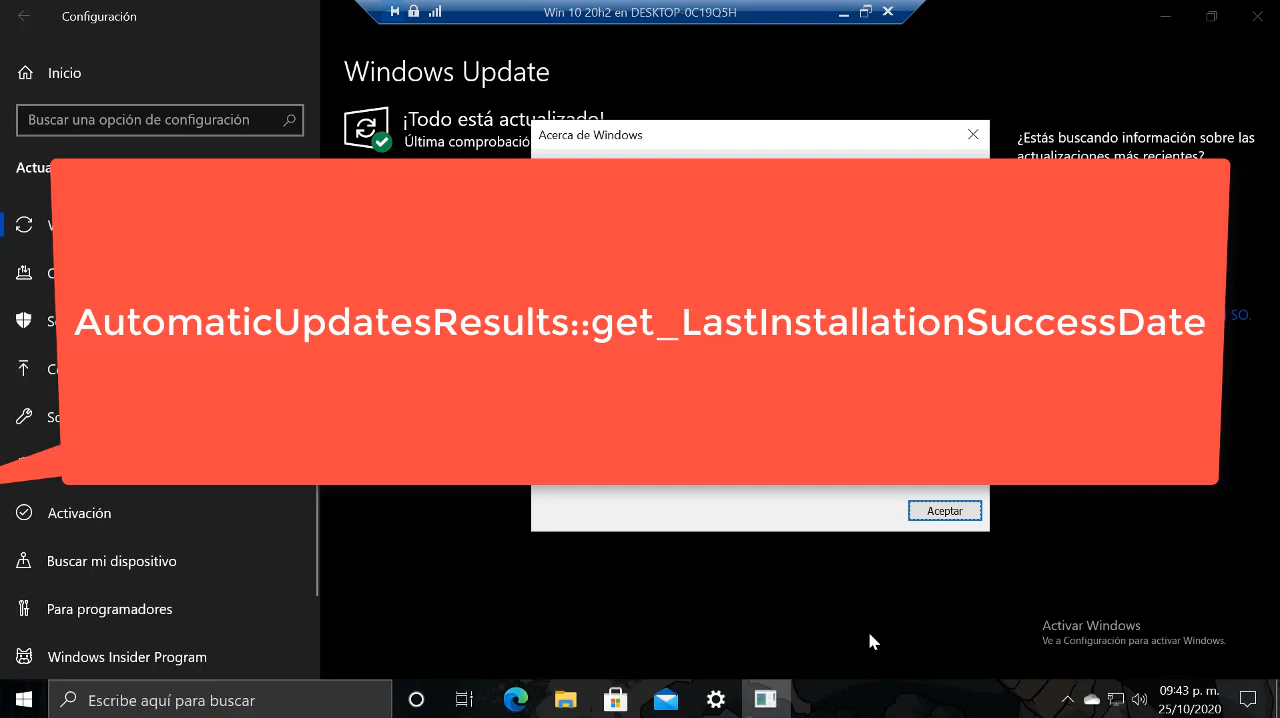 Configuración
Win 10 20h2 en DESKTOP-0C19Q5H
Inicio
Windows Update
Buscar una opción de configuración
¡Todo está actualizado!
Última comprobació
Acerca de Windows
¿Estás buscando información sobre las
actualizaciones más recientes?
Actua
AutomaticUpdatesResults::get_LastInstallationSuccessDate
SO.
Aceptar
Activación
Buscar mi dispositivo
Para programadores
Windows Insider Program
Activar Windows
Ve a Configuración para activar Windows.
Escribe aquí para buscar
09:43 p. m.
25/10/2020